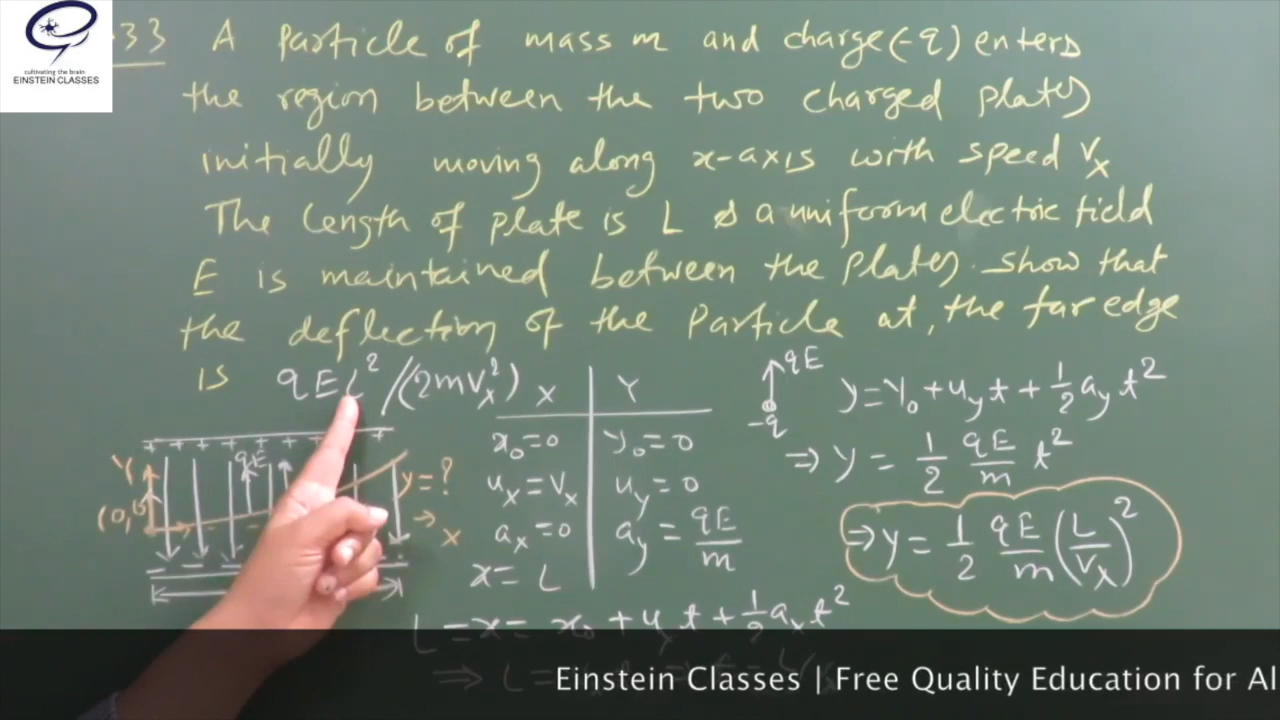 cultivating the brain
EINSTEIN CLASSES
33 A Particle of mass m and charge (-q) enters
the region between the two charged plates
initially moving along x-axis with speed Vx
The length of plate is L & a uniform electric field
E is maintained between the plates. show that
the deflection of the Particle at, the far edge
is qEL²/(2mVx²)
+ + + + + +
Y
qE
(0,
y=?
x
X Y
x₀=0 y₀=0
ux=Vx uy=0
ax=0 ay = qE/m
x= L
L = x = x₀ + ux t + 1/2 ax t²
⇒ L =
qE
-q
y=y₀+uyt+1/2 ay t²
⇒ y = 1/2 qE/m t²
⇒ y = 1/2 qE/m (L/Vx)²
Einstein Classes | Free Quality Education for Al